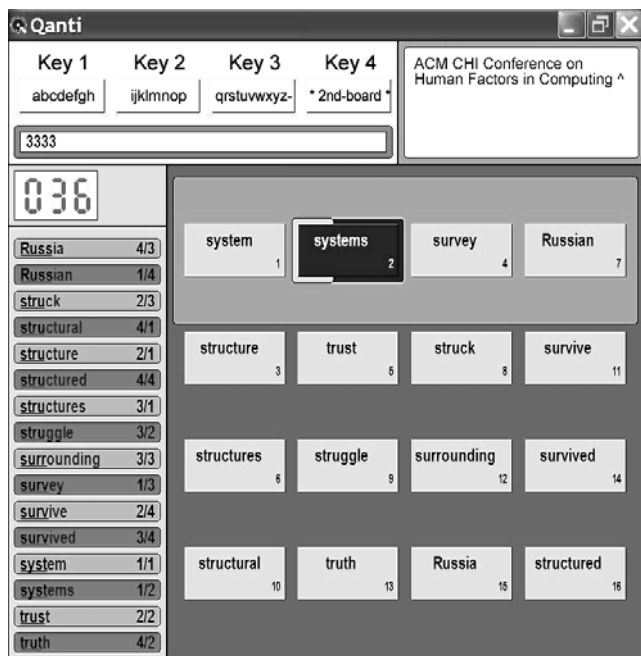 Qanti
Key 1 Key 2 Key 3 Key 4
abcdefgh ijklmnop qrstuvwxyz- * 2nd-board *
3333
ACM CHI Conference on
Human Factors in Computing ^
036
Russia 4/3
Russian 1/4
struck 2/3
structural 4/1
structure 2/1
structured 4/4
structures 3/1
struggle 3/2
surrounding 3/3
survey 1/3
survive 2/4
survived 3/4
system 1/1
systems 1/2
trust 2/2
truth 4/2
system systems survey Russian
1 2 4 7
structure trust struck survive
3 5 8 11
structures struggle surrounding survived
6 9 12 14
structural truth Russia structured
10 13 15 16